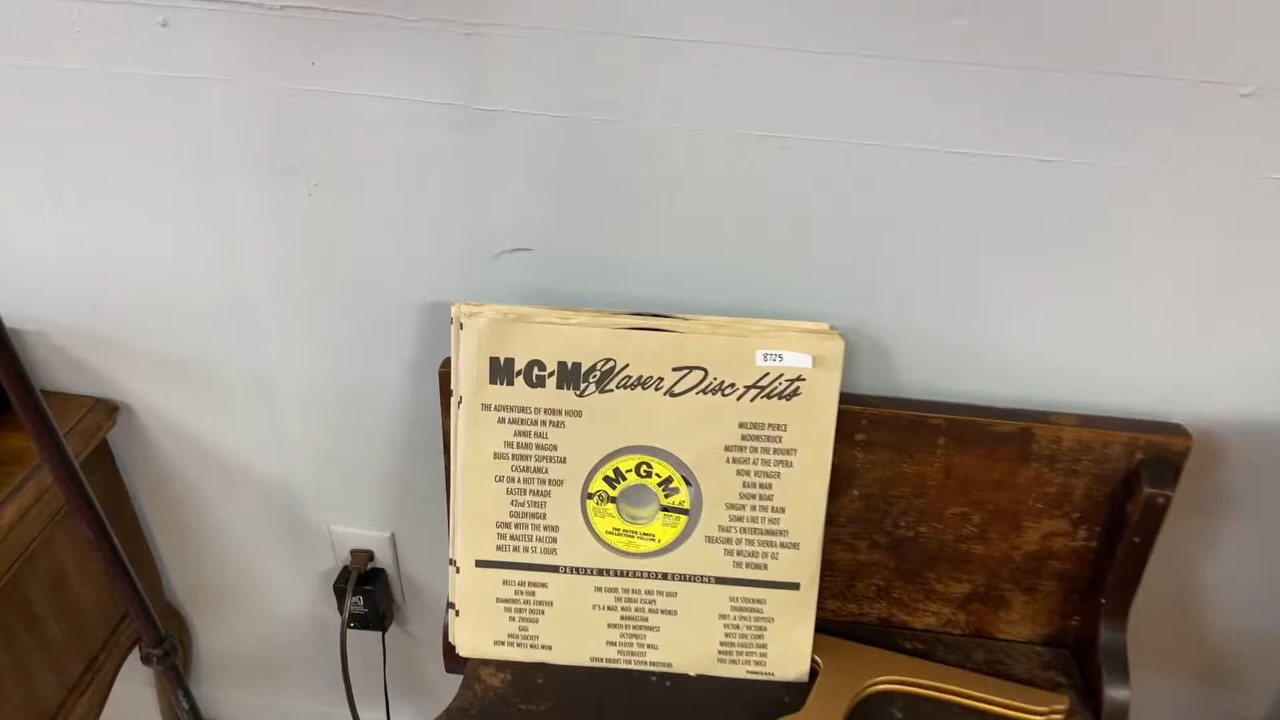 M-G-M Laser Disc Hits
8725
THE ADVENTURES OF ROBIN HOOD
AN AMERICAN IN PARIS
ANNIE HALL
THE BAND WAGON
BUGS BUNNY SUPERSTAR
CASABLANCA
CAT ON A HOT TIN ROOF
EASTER PARADE
42nd STREET
GOLDFINGER
GONE WITH THE WIND
THE MALTESE FALCON
MEET ME IN ST. LOUIS
M-G-M
THE OUTER LIMITS
COLLECTION VOLUME 2
MILDRED PIERCE
MOONSTRUCK
MUTINY ON THE BOUNTY
A NIGHT AT THE OPERA
NOW, VOYAGER
RAIN MAN
SHOW BOAT
SINGIN' IN THE RAIN
SOME LIKE IT HOT
THAT'S ENTERTAINMENT!
TREASURE OF THE SIERRA MADRE
THE WIZARD OF OZ
THE WOMEN
DELUXE LETTERBOX EDITIONS
BELLS ARE RINGING
BEN-HUR
DIAMONDS ARE FOREVER
THE DIRTY DOZEN
DR. ZHIVAGO
GIGI
HIGH SOCIETY
HOW THE WEST WAS WON
THE GOOD, THE BAD, AND THE UGLY
THE GREAT ESCAPE
IT'S A MAD, MAD, MAD, MAD WORLD
MANHATTAN
NORTH BY NORTHWEST
OCTOPUSSY
PINK FLOYD: THE WALL
POLTERGEIST
SEVEN BRIDES FOR SEVEN BROTHERS
SILK STOCKINGS
THUNDERBALL
2001: A SPACE ODYSSEY
VICTOR / VICTORIA
WEST SIDE STORY
WHERE EAGLES DARE
WHERE THE BOYS ARE
YOU ONLY LIVE TWICE